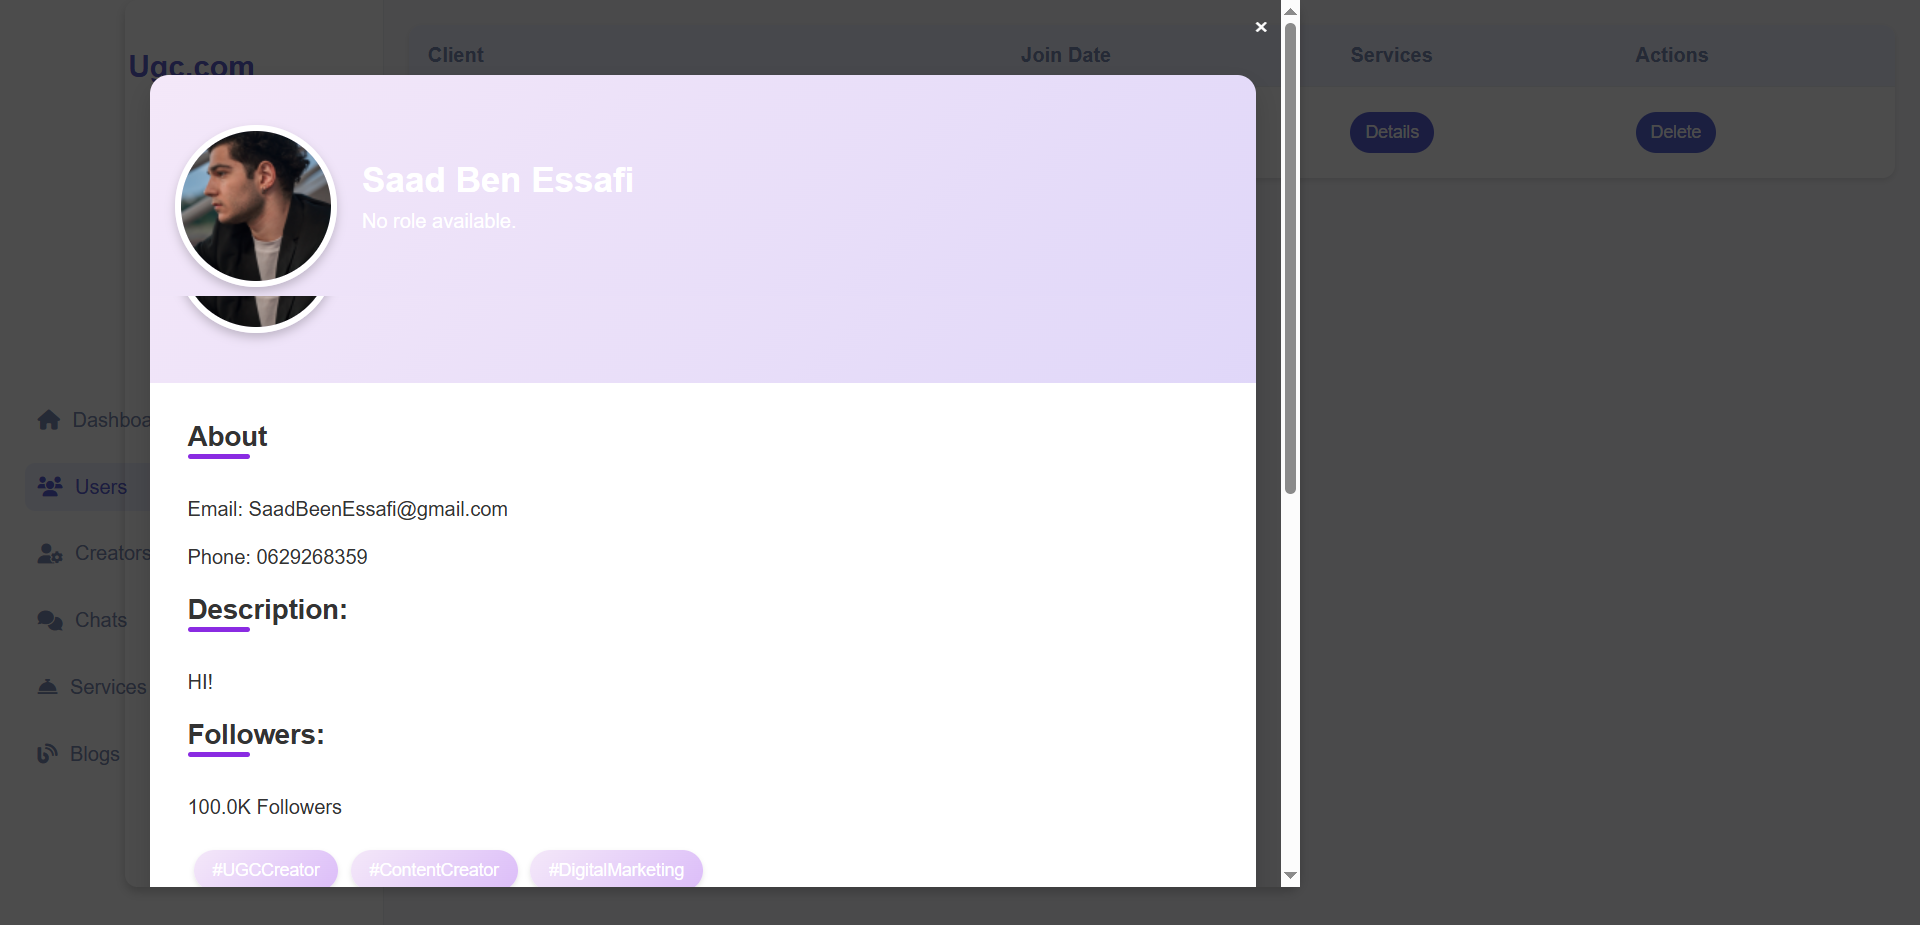 Ugc.com
Client
Join Date
Services
Actions
Details
Delete
×
Saad Ben Essafi
No role available.
Dashboa
Users
Creators
Chats
Services
Blogs
About
Email: SaadBeenEssafi@gmail.com
Phone: 0629268359
Description:
HI!
Followers:
100.0K Followers
#UGCCreator
#ContentCreator
#DigitalMarketing